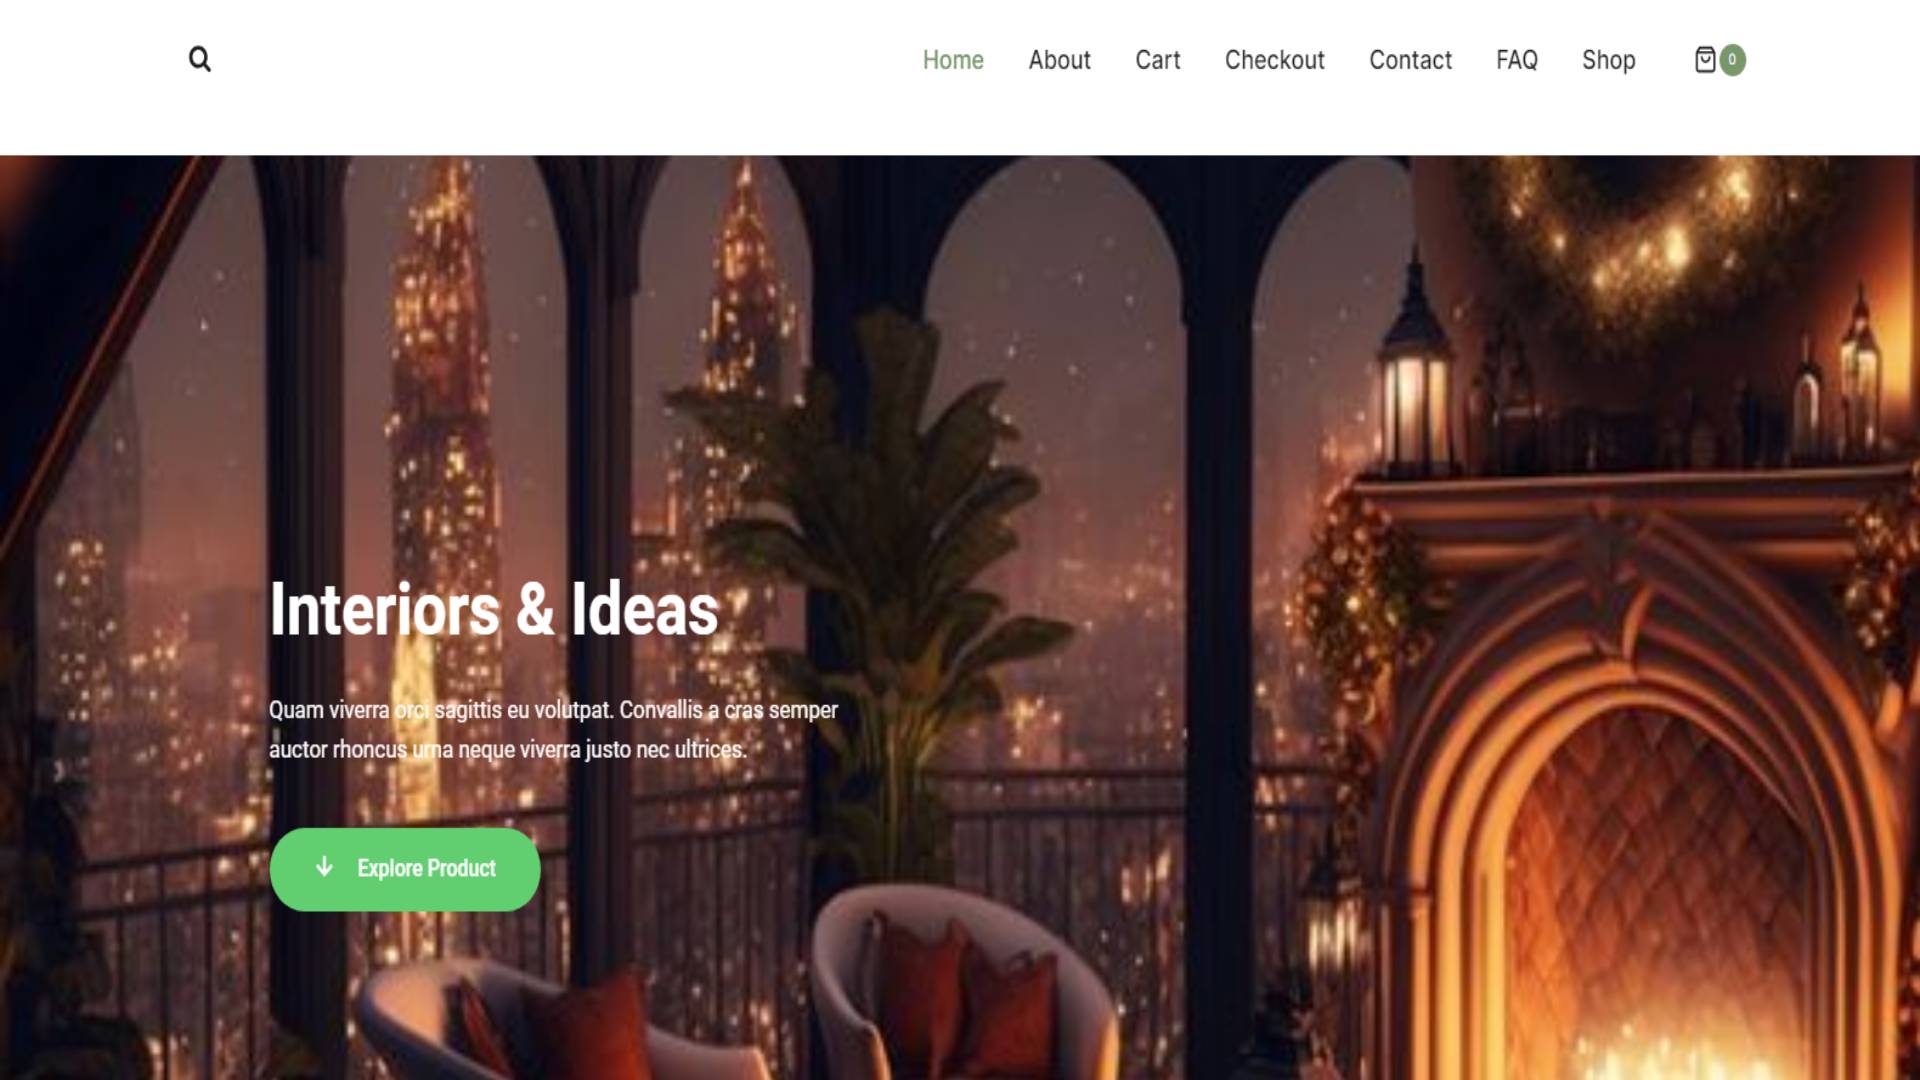 Home About Cart Checkout Contact FAQ Shop 0
Interiors & Ideas
Quam viverra orci sagittis eu volutpat. Convallis a cras semper
auctor rhoncus urna neque viverra justo nec ultrices.
Explore Product